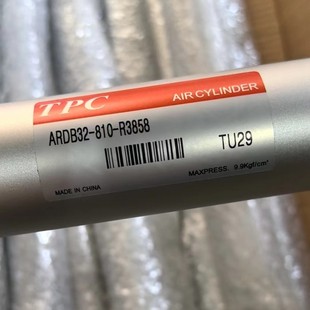 TPC AIR CYLINDER
ARDB32-810-R3858
TU29
MADE IN CHINA MAXPRESS. 9.9Kgf/cm²